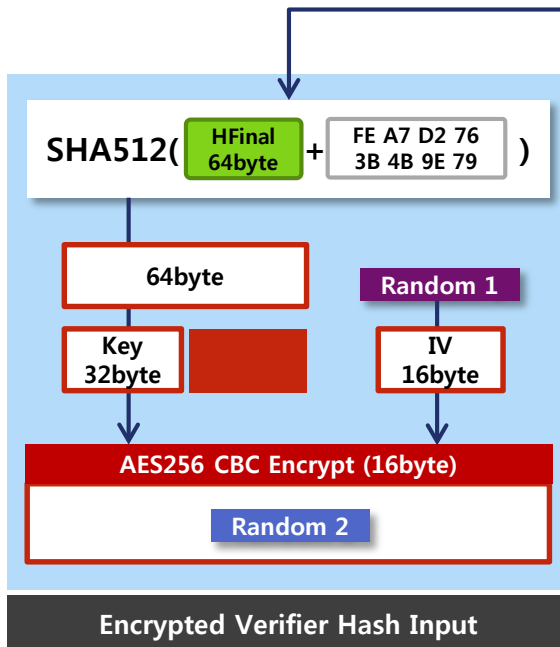 SHA512( HFinal 64byte + FE A7 D2 76 3B 4B 9E 79 )
64byte
Random 1
Key
32byte
IV
16byte
AES256 CBC Encrypt (16byte)
Random 2
Encrypted Verifier Hash Input